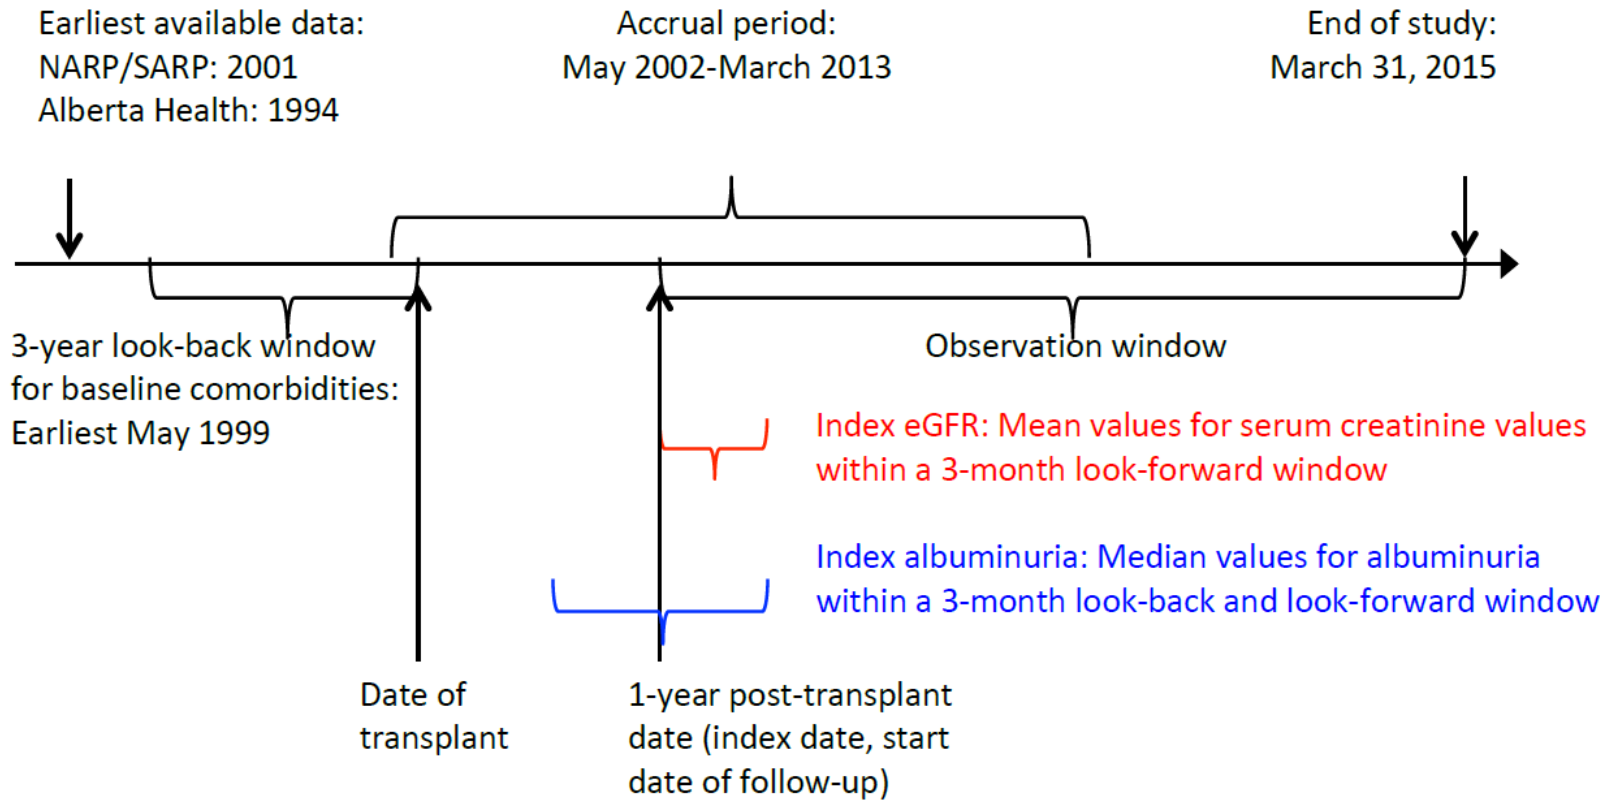 Earliest available data:
NARP/SARP: 2001
Alberta Health: 1994
Accrual period:
May 2002-March 2013
End of study:
March 31, 2015
3-year look-back window
for baseline comorbidities:
Earliest May 1999
Observation window
Index eGFR: Mean values for serum creatinine values
within a 3-month look-forward window
Index albuminuria: Median values for albuminuria
within a 3-month look-back and look-forward window
Date of
transplant
1-year post-transplant
date (index date, start
date of follow-up)